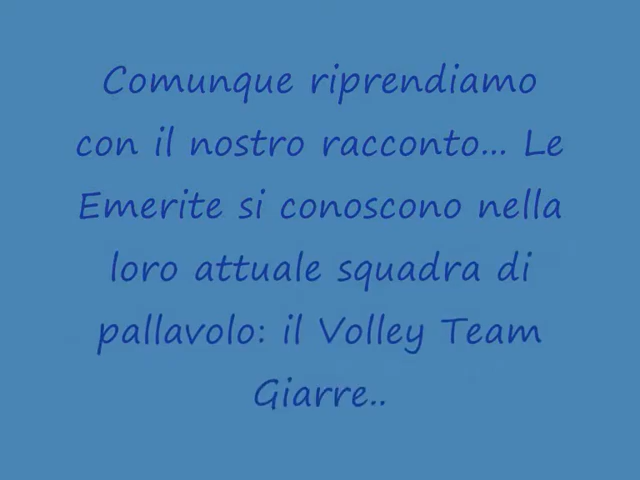 Comunque riprendiamo
con il nostro racconto... Le
Emerite si conoscono nella
loro attuale squadra di
pallavolo: il Volley Team
Giarre..